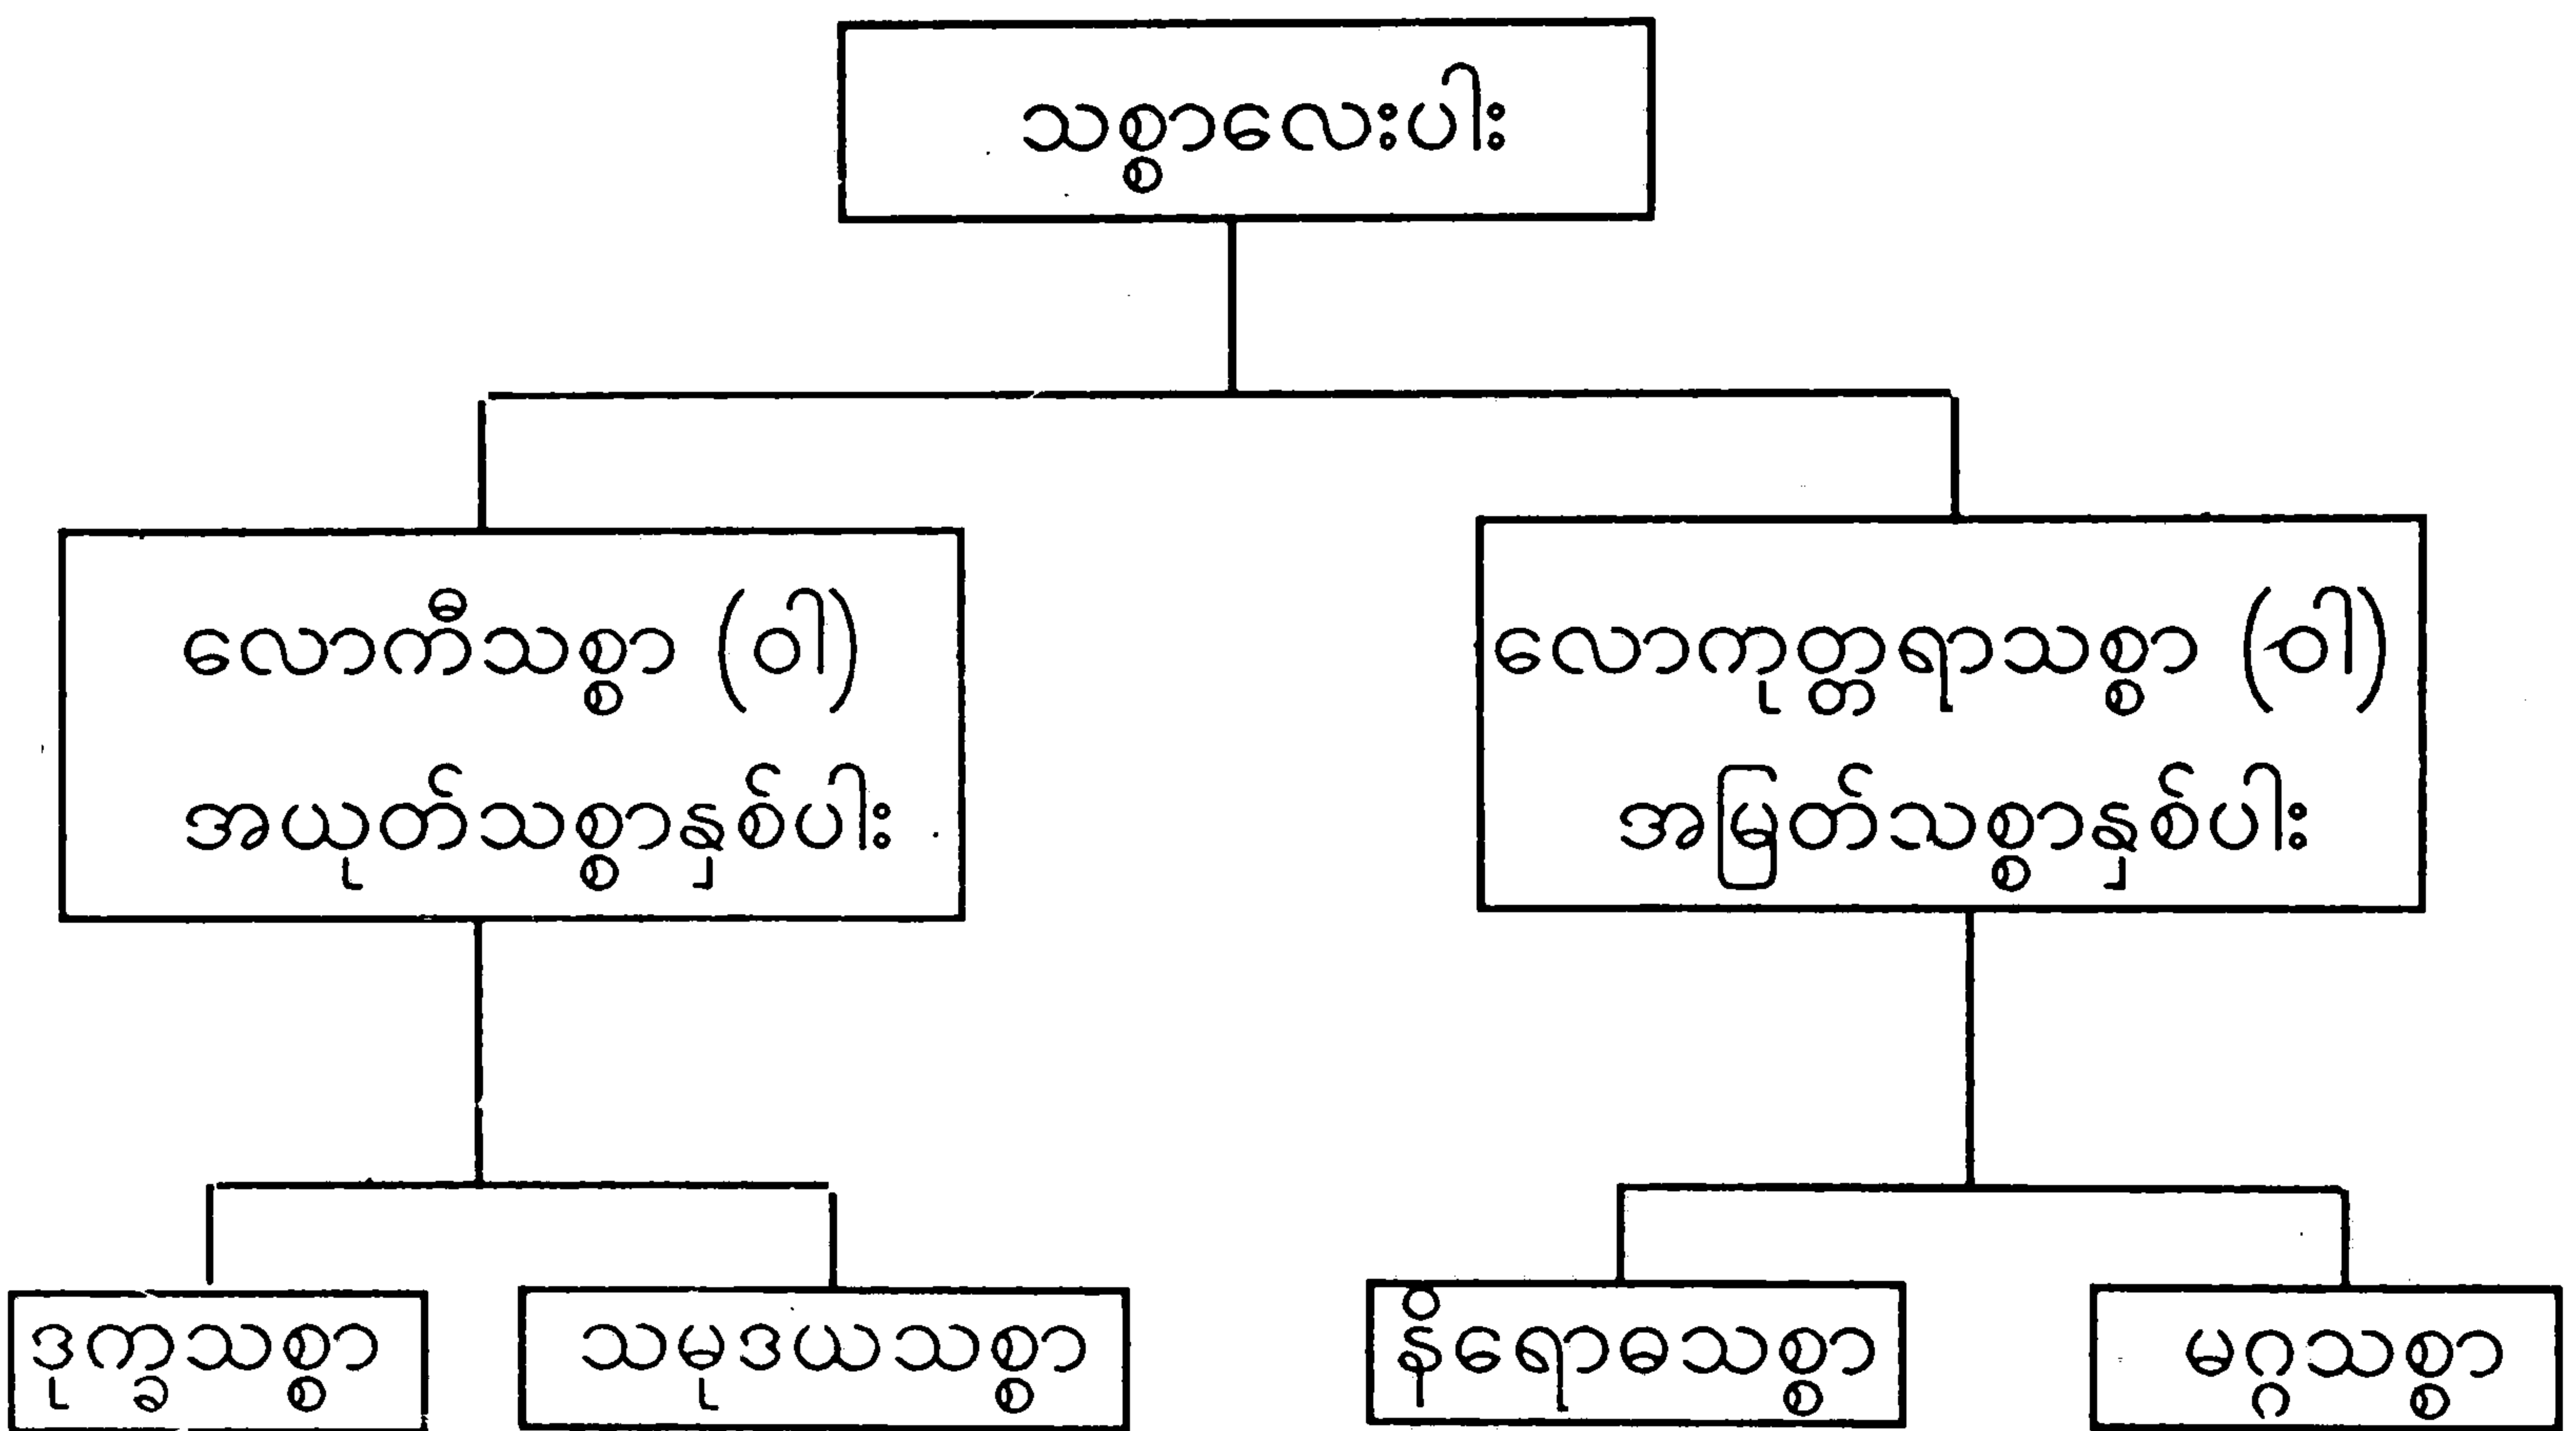 သစ္စာလေးပါး
လောကီသစ္စာ (ဝါ)
အယုတ်သစ္စာနှစ်ပါး
လောကုတ္တရာသစ္စာ (ဝါ)
အမြတ်သစ္စာနှစ်ပါး
ဒုက္ခသစ္စာ
သမုဒယသစ္စာ
နိရောဓသစ္စာ
မဂ္ဂသစ္စာ